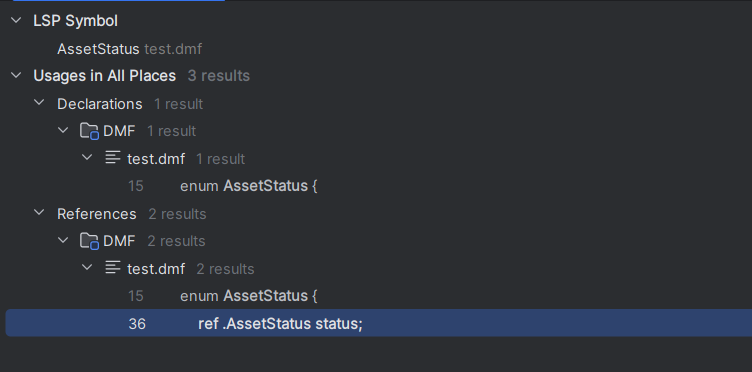 LSP Symbol
AssetStatus test.dmf
Usages in All Places 3 results
Declarations 1 result
DMF 1 result
test.dmf 1 result
15 enum AssetStatus {
References 2 results
DMF 2 results
test.dmf 2 results
15 enum AssetStatus {
36 ref .AssetStatus status;